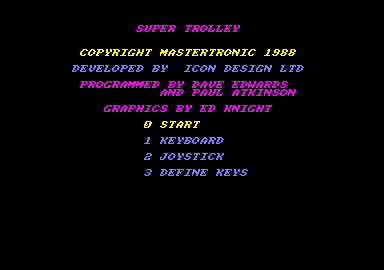 SUPER TROLLEY
COPYRIGHT MASTERTRONIC 1988
DEVELOPED BY ICON DESIGN LTD
PROGRAMMED BY DAVE EDWARDS
AND PAUL ATKINSON
GRAPHICS BY ED KNIGHT
0 START
1 KEYBOARD
2 JOYSTICK
3 DEFINE KEYS